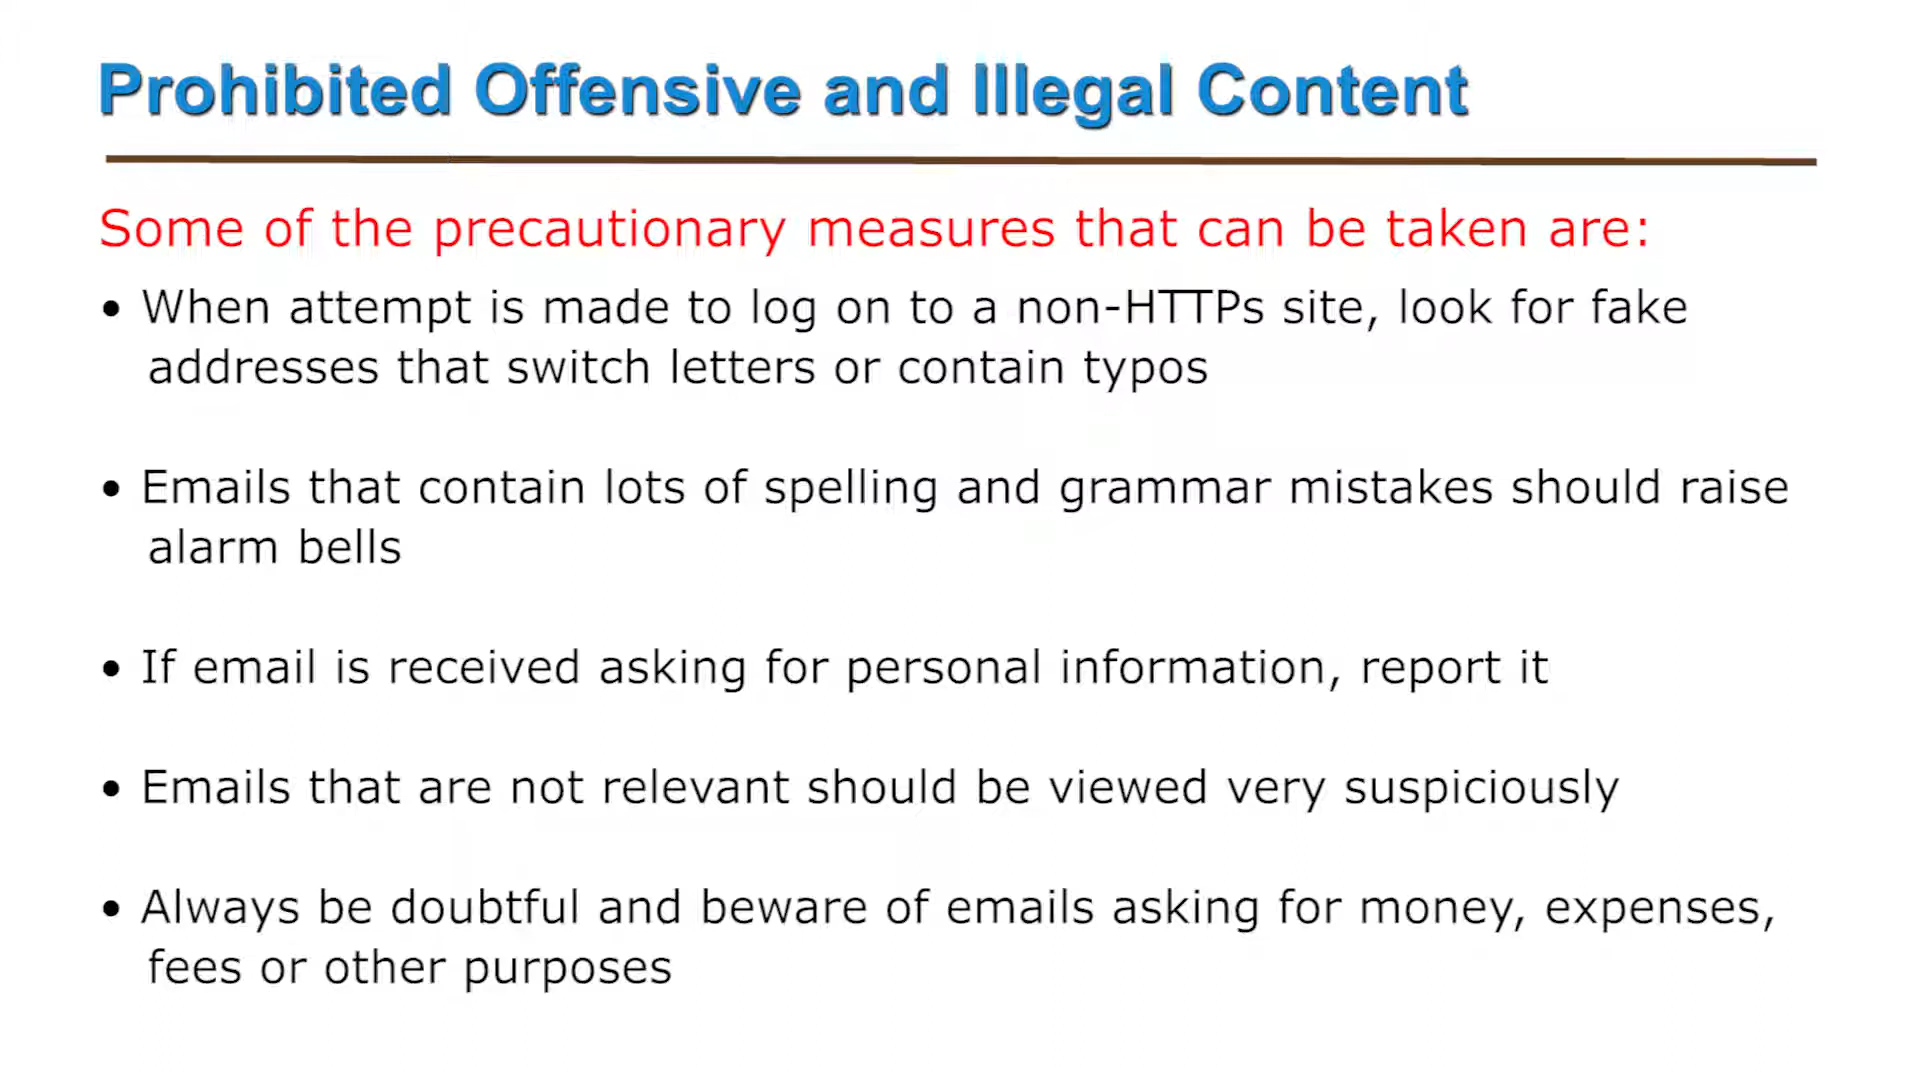 Prohibited Offensive and Illegal Content
Some of the precautionary measures that can be taken are:
• When attempt is made to log on to a non-HTTPs site, look for fake
addresses that switch letters or contain typos
• Emails that contain lots of spelling and grammar mistakes should raise
alarm bells
• If email is received asking for personal information, report it
• Emails that are not relevant should be viewed very suspiciously
• Always be doubtful and beware of emails asking for money, expenses,
fees or other purposes